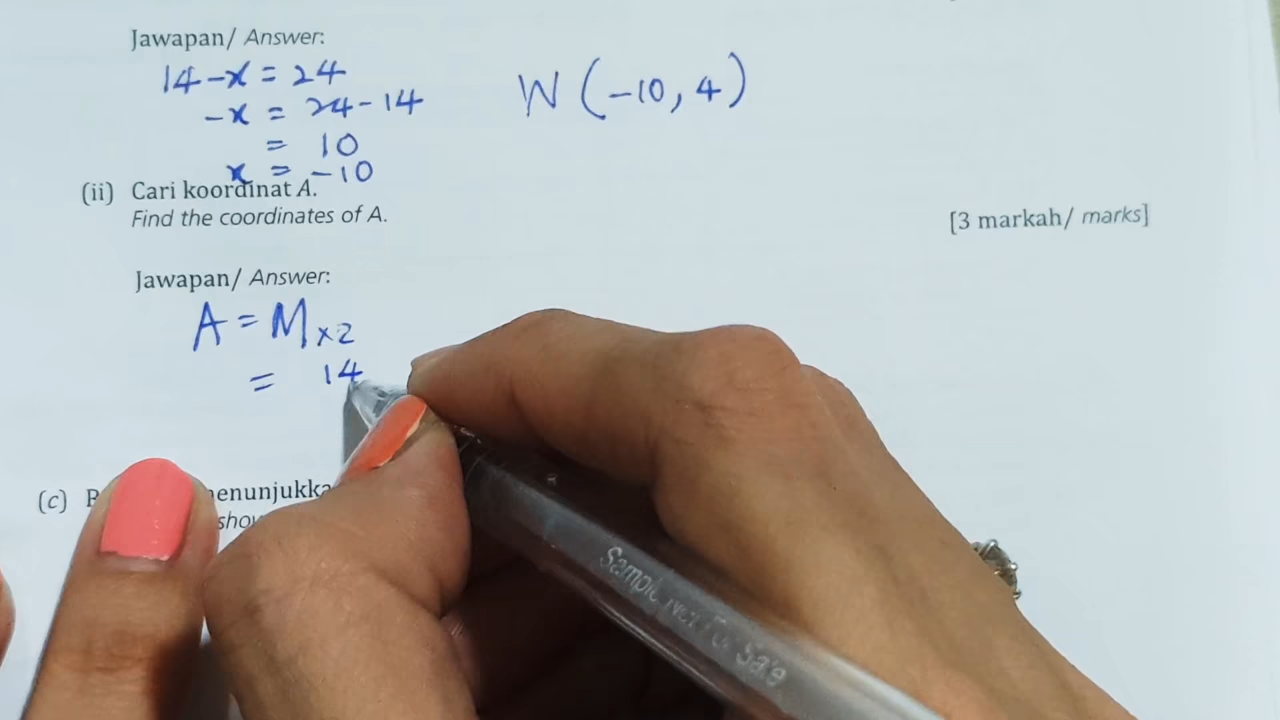 Jawapan/ Answer:
14 - x = 24
W (-10, 4)
-x = 24 - 14
= 10
x = -10
(ii) Cari koordinat A.
Find the coordinates of A.
[3 markah/ marks]
Jawapan/ Answer:
A = M × 2
= 14
(c)
Sample Not For Sale